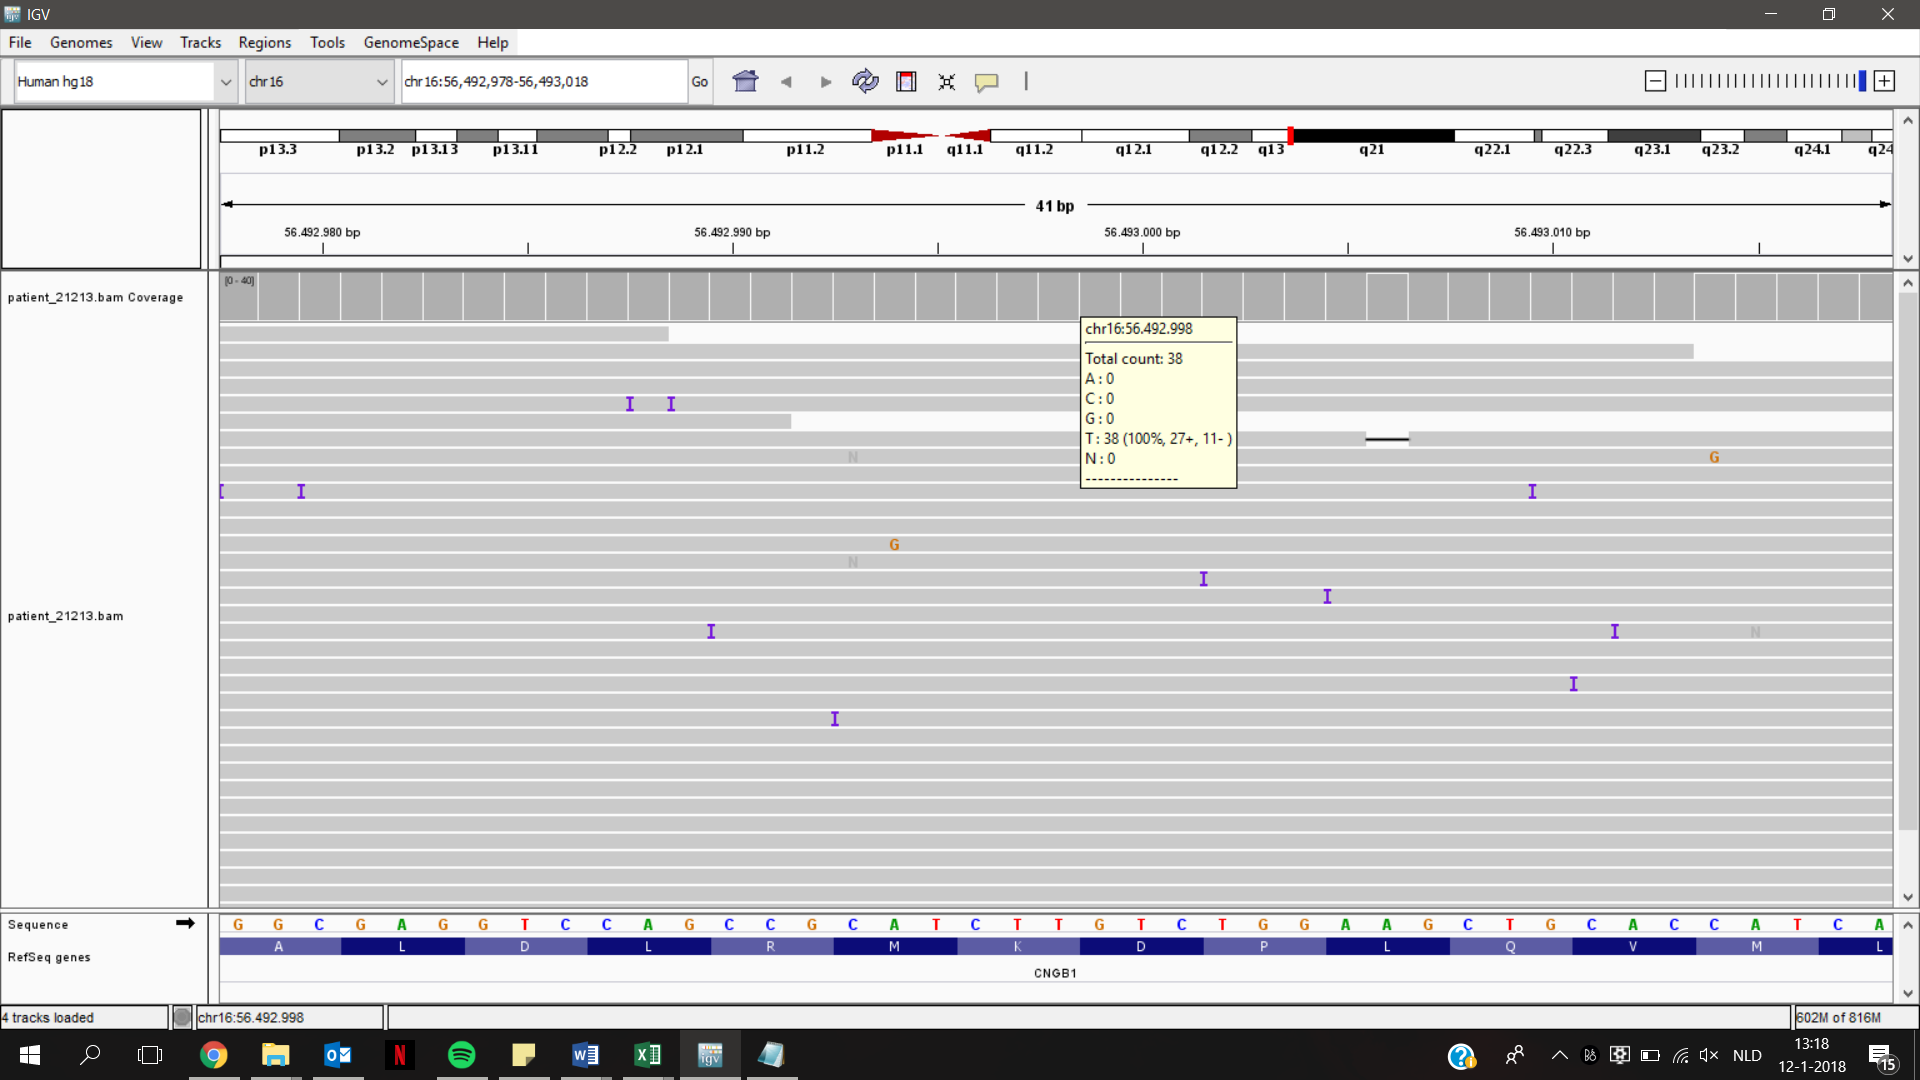 IGV
File Genomes View Tracks Regions Tools GenomeSpace Help
Human hg18 chr16 chr16:56,492,978-56,493,018 Go
p13.3 p13.2 p13.13 p13.11 p12.2 p12.1 p11.2 p11.1 q11.1 q11.2 q12.1 q12.2 q13 q21 q22.1 q22.3 q23.1 q23.2 q24.1 q24
41 bp
56.492.980 bp 56.492.990 bp 56.493.000 bp 56.493.010 bp
[0 - 40]
patient_21213.bam Coverage
chr16:56.492.998
Total count: 38
A : 0
C : 0
G : 0
T : 38 (100%, 27+, 11- )
N : 0
---------------
I I
N G
I I I
G
N
I
I
patient_21213.bam
I I N
I
I
Sequence G G C G A G G T C C A G C C G C A T C T T G T C T G G A A G C T G C A C C A T C A
A L D L R M K D P L Q V M L
RefSeq genes
CNGB1
4 tracks loaded chr16:56.492.998 602M of 816M
NLD
13:18
12-1-2018
15